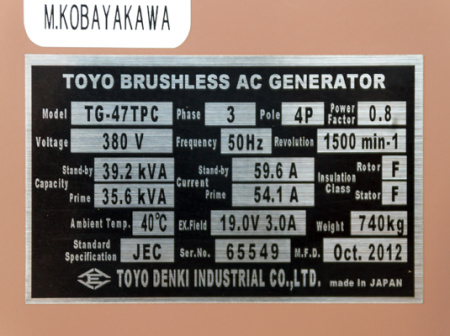 M.KOBAYAKAWA
TOYO BRUSHLESS AC GENERATOR
Model TG-47TPC Phase 3 Pole 4P Power Factor 0.8
Voltage 380 V Frequency 50Hz Revolution 1500 min-1
Capacity Stand-by 39.2 kVA Current Stand-by 59.6 A Insulation Class Rotor F
Prime 35.6 kVA Prime 54.1 A Stator F
Ambient Temp. 40℃ EX.Field 19.0V 3.0A Weight 740kg
Standard Specification JEC Ser.No. 65549 M.F.D. Oct. 2012
TOYO DENKI INDUSTRIAL CO.,LTD. made in JAPAN